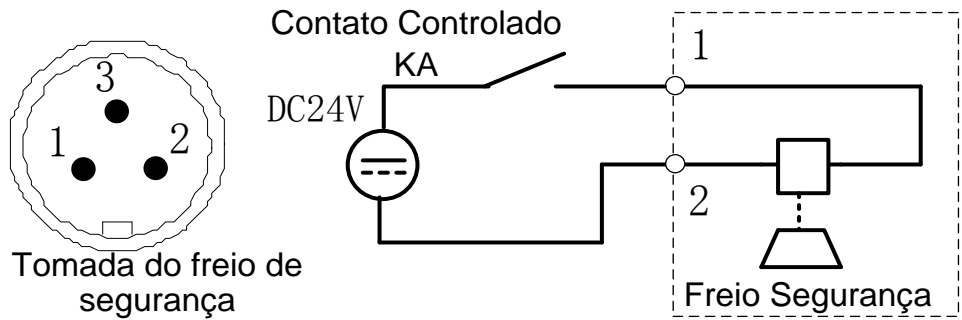 3
1
2
Tomada do freio de
segurança
Contato Controlado
KA
DC24V
1
2
Freio Segurança